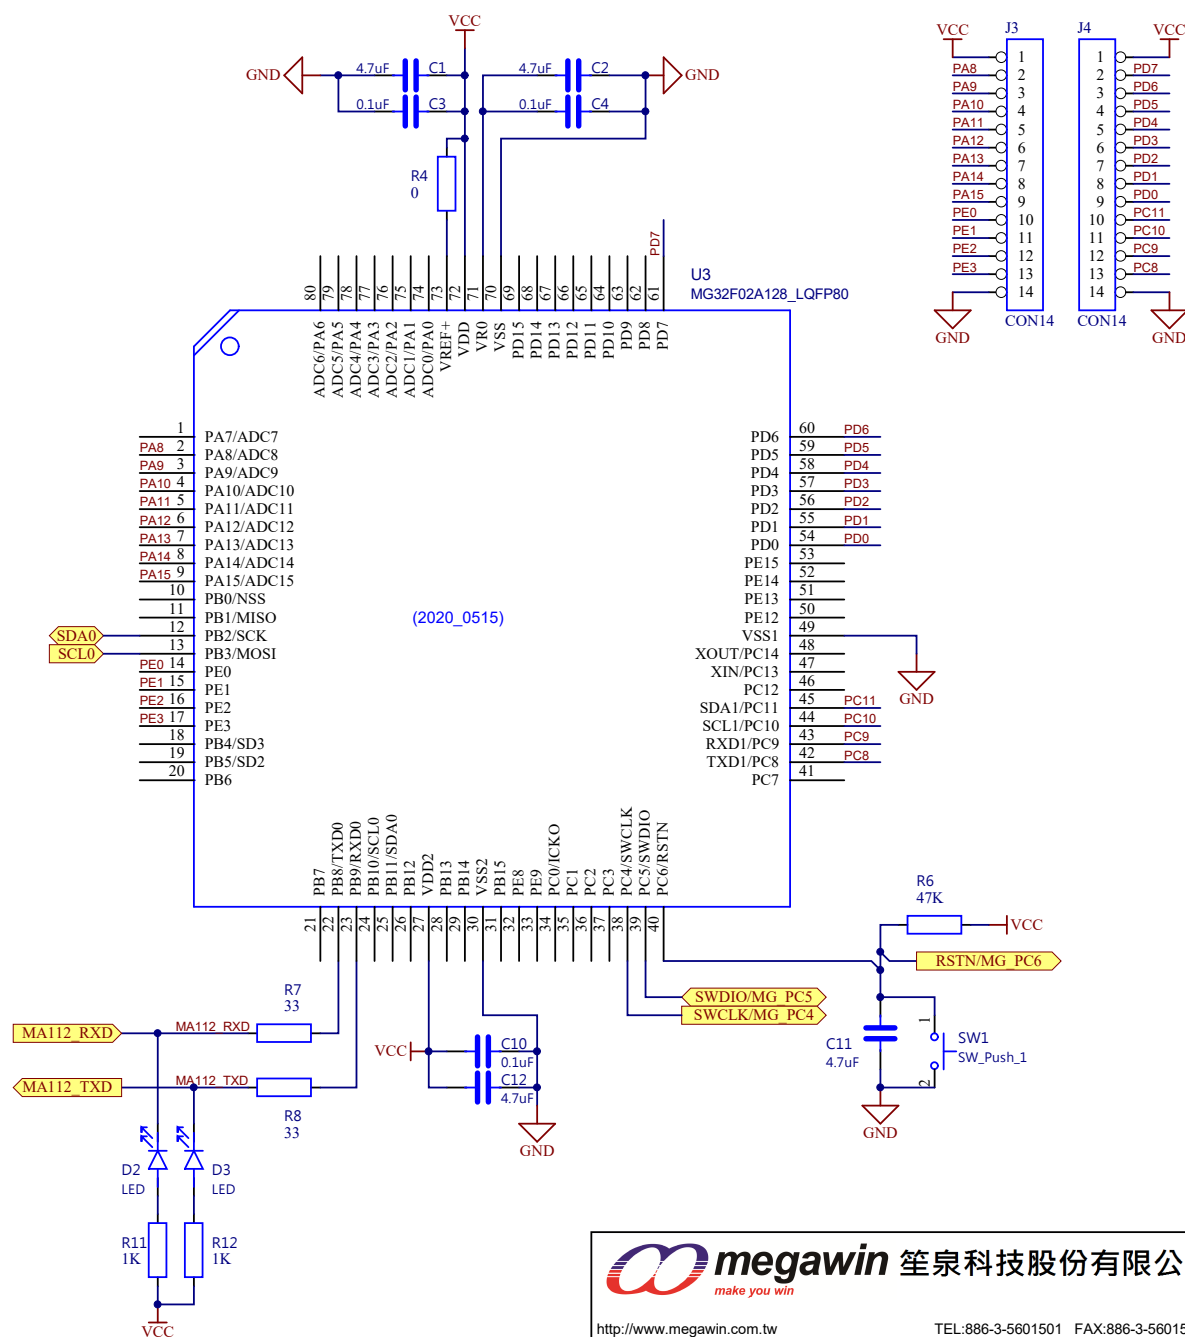 VCC
GND
4.7uF
C1
0.1uF
C3
4.7uF
C2
0.1uF
C4
GND
R4
0
PD7
U3
MG32F02A128_LQFP80
80 79 78 77 76 75 74 73 72 71 70 69 68 67 66 65 64 63 62 61
ADC6/PA6
ADC5/PA5
ADC4/PA4
ADC3/PA3
ADC2/PA2
ADC1/PA1
ADC0/PA0
VREF+
VDD
VR0
VSS
PD15
PD14
PD13
PD12
PD11
PD10
PD9
PD8
PD7
J3
VCC
1
PA8 2
PA9 3
PA10 4
PA11 5
PA12 6
PA13 7
PA14 8
PA15 9
PE0 10
PE1 11
PE2 12
PE3 13
14
GND
CON14
J4
VCC
1
2 PD7
3 PD6
4 PD5
5 PD4
6 PD3
7 PD2
8 PD1
9 PD0
10 PC11
11 PC10
12 PC9
13 PC8
14
CON14
GND
1 PA7/ADC7
PA8 2 PA8/ADC8
PA9 3 PA9/ADC9
PA10 4 PA10/ADC10
PA11 5 PA11/ADC11
PA12 6 PA12/ADC12
PA13 7 PA13/ADC13
PA14 8 PA14/ADC14
PA15 9 PA15/ADC15
10 PB0/NSS
11 PB1/MISO
SDA0 12 PB2/SCK
SCL0 13 PB3/MOSI
PE0 14 PE0
PE1 15 PE1
PE2 16 PE2
PE3 17 PE3
18 PB4/SD3
19 PB5/SD2
20 PB6
(2020_0515)
PD6 60 PD6
PD5 59 PD5
PD4 58 PD4
PD3 57 PD3
PD2 56 PD2
PD1 55 PD1
PD0 54 PD0
PE15 53
PE14 52
PE13 51
PE12 50
VSS1 49
XOUT/PC14 48
XIN/PC13 47
PC12 46
SDA1/PC11 45 PC11
SCL1/PC10 44 PC10
RXD1/PC9 43 PC9
TXD1/PC8 42 PC8
PC7 41
GND
PB7
PB8/TXD0
PB9/RXD0
PB10/SCL0
PB11/SDA0
PB12
VDD2
PB13
PB14
VSS2
PB15
PE8
PE9
PC0/ICKO
PC1
PC2
PC3
PC4/SWCLK
PC5/SWDIO
PC6/RSTN
21 22 23 24 25 26 27 28 29 30 31 32 33 34 35 36 37 38 39 40
R6
47K
VCC
RSTN/MG_PC6
SWDIO/MG_PC5
SWCLK/MG_PC4
C11
4.7uF
1
2
SW1
SW_Push_1
GND
R7
33
MA112_RXD
MA112_RXD
MA112_TXD
MA112_TXD
R8
33
VCC
C10
0.1uF
C12
4.7uF
GND
D2
LED
D3
LED
R11
1K
R12
1K
VCC
megawin
make you win
笙泉科技股份有限公
http://www.megawin.com.tw
TEL:886-3-5601501 FAX:886-3-56015